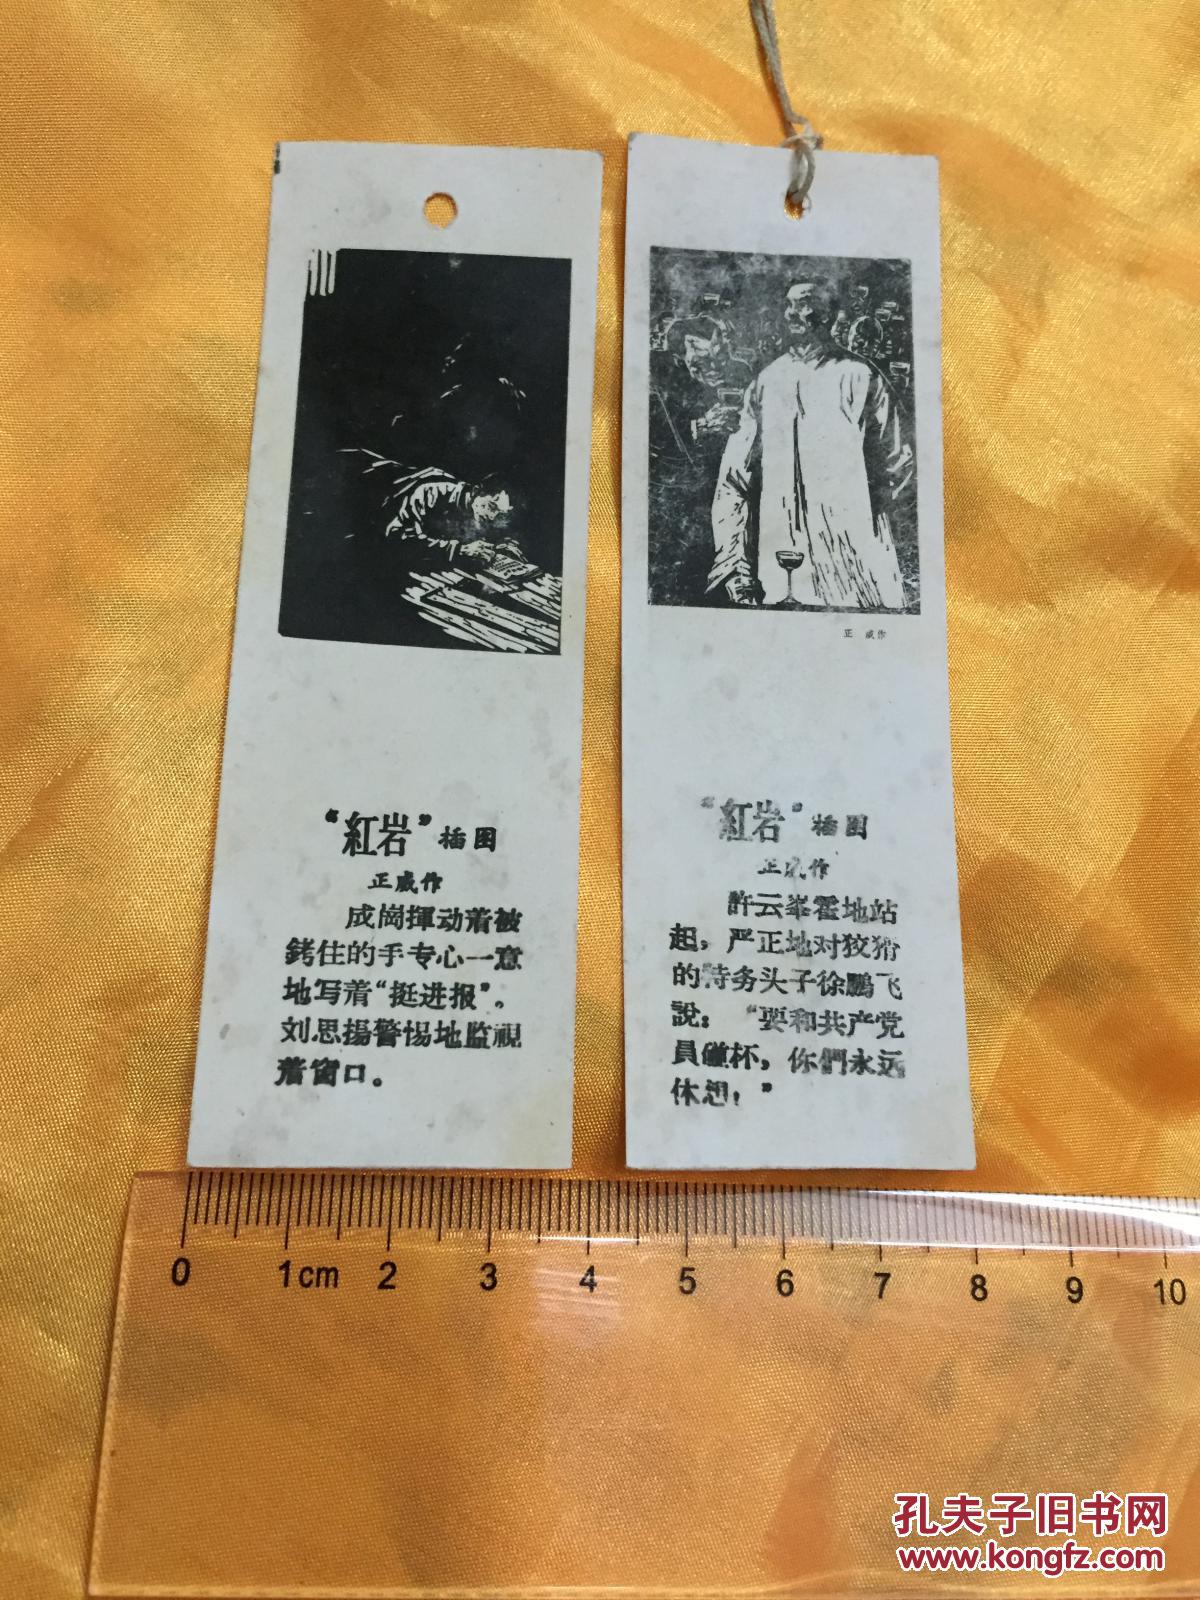 “紅岩”插图
正威作
成崗揮动着被
銬住的手专心一意
地写着“挺进报”。
刘思揚警惕地监視
着窗口。
正 威作
“紅岩”插图
正威作
許云峯霍地站
起，严正地对狡猾
的特务头子徐鵬飞
說：“要和共产党
員碰杯，你們永远
休想！”
0 1cm 2 3 4 5 6 7 8 9 10
孔夫子旧书网
www.kongfz.com